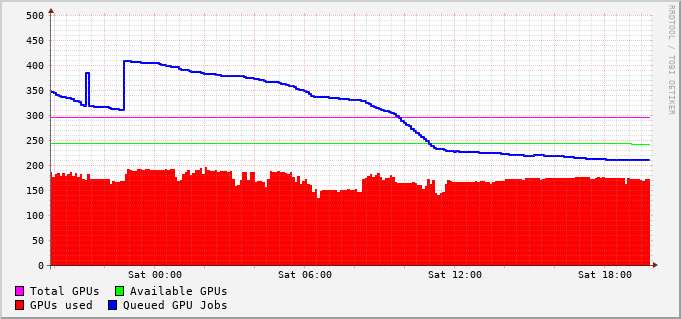 500
450
400
350
300
250
200
150
100
50
0
Sat 00:00 Sat 06:00 Sat 12:00 Sat 18:00
Total GPUs Available GPUs
GPUs used Queued GPU Jobs
RRDTOOL / TOBI OETIKER